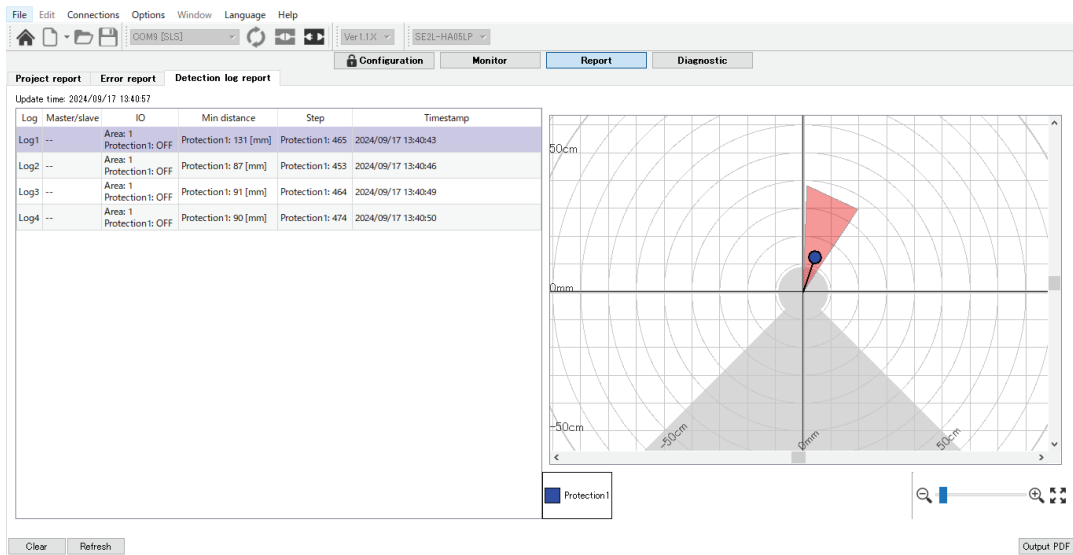 File Edit Connections Options Window Language Help
COM9 [SLS] Ver1.1X SE2L-HA05LP
Configuration Monitor Report Diagnostic
Project report Error report Detection log report
Update time: 2024/09/17 13:40:57
Log Master/slave IO Min distance Step Timestamp
Log1 -- Area: 1 Protection1: 131 [mm] Protection1: 465 2024/09/17 13:40:43
Protection1: OFF
Log2 -- Area: 1 Protection1: 87 [mm] Protection1: 453 2024/09/17 13:40:46
Protection1: OFF
Log3 -- Area: 1 Protection1: 91 [mm] Protection1: 464 2024/09/17 13:40:49
Protection1: OFF
Log4 -- Area: 1 Protection1: 90 [mm] Protection1: 474 2024/09/17 13:40:50
Protection1: OFF
50cm
0mm
-50cm
-50cm 0mm 50cm
Protection1
Clear Refresh Output PDF